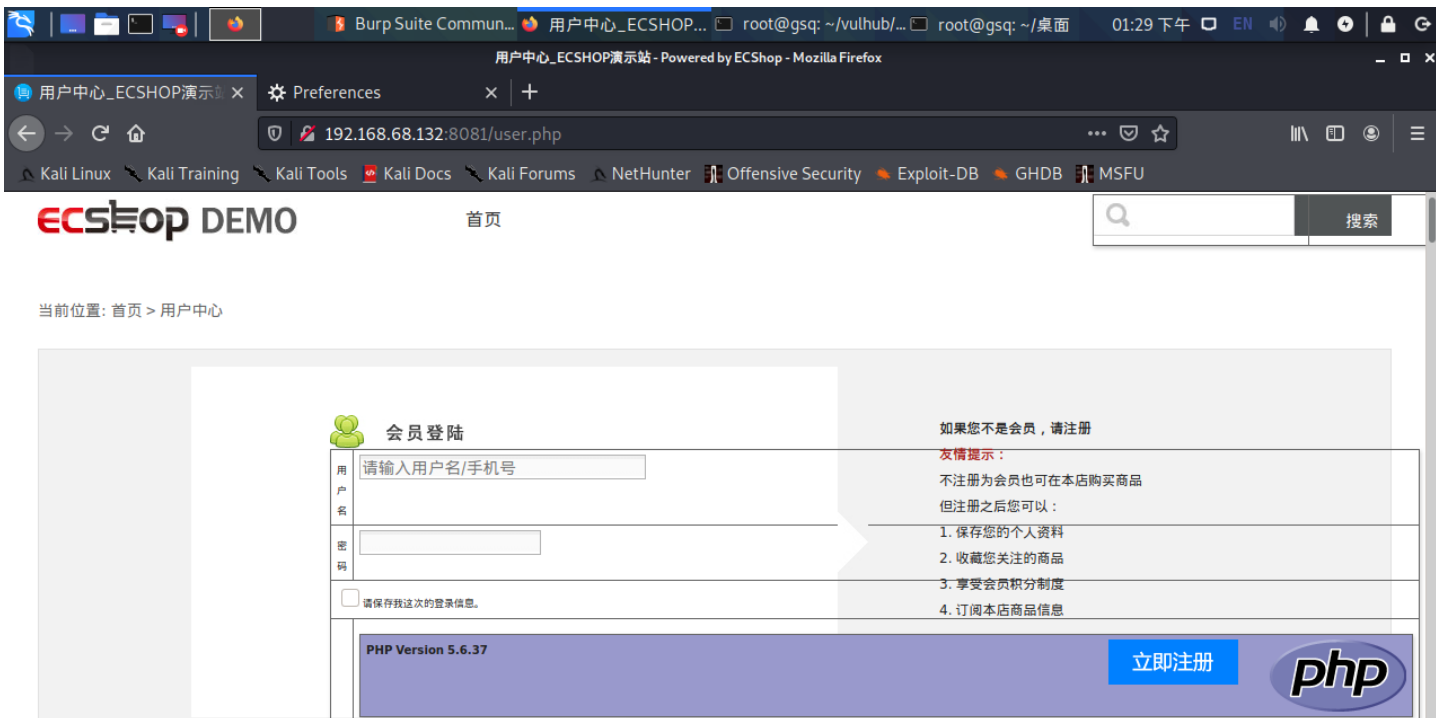 Burp Suite Commun...
用户中心_ECSHOP...
root@gsq: ~/vulhub/...
root@gsq: ~/桌面
01:29 下午
EN
用户中心_ECSHOP演示站 - Powered by ECShop - Mozilla Firefox
用户中心_ECSHOP演示
Preferences
192.168.68.132:8081/user.php
Kali Linux
Kali Training
Kali Tools
Kali Docs
Kali Forums
NetHunter
Offensive Security
Exploit-DB
GHDB
MSFU
ECSHOP DEMO
首页
搜索
当前位置: 首页 > 用户中心
会员登陆
用户名
请输入用户名/手机号
密码
请保存我这次的登录信息。
如果您不是会员，请注册
友情提示：
不注册为会员也可在本店购买商品
但注册之后您可以：
1. 保存您的个人资料
2. 收藏您关注的商品
3. 享受会员积分制度
4. 订阅本店商品信息
PHP Version 5.6.37
立即注册
php